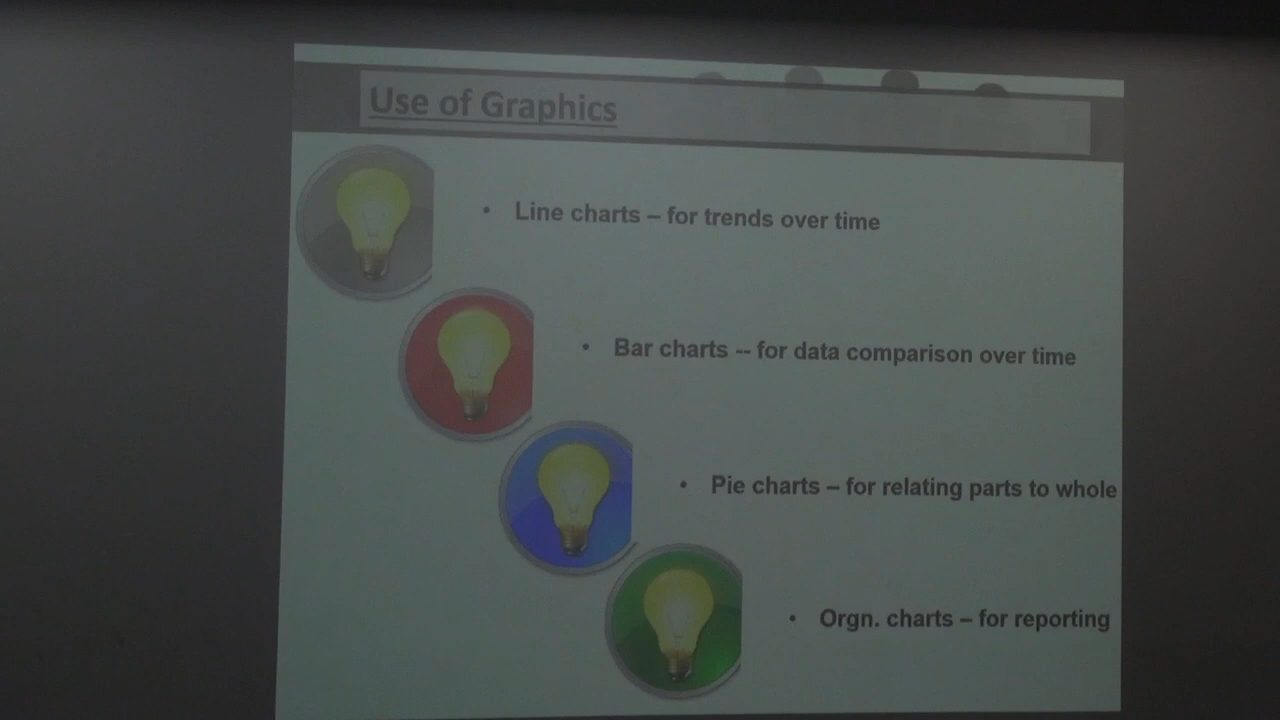 Use of Graphics
• Line charts – for trends over time
• Bar charts -- for data comparison over time
• Pie charts – for relating parts to whole
• Orgn. charts – for reporting